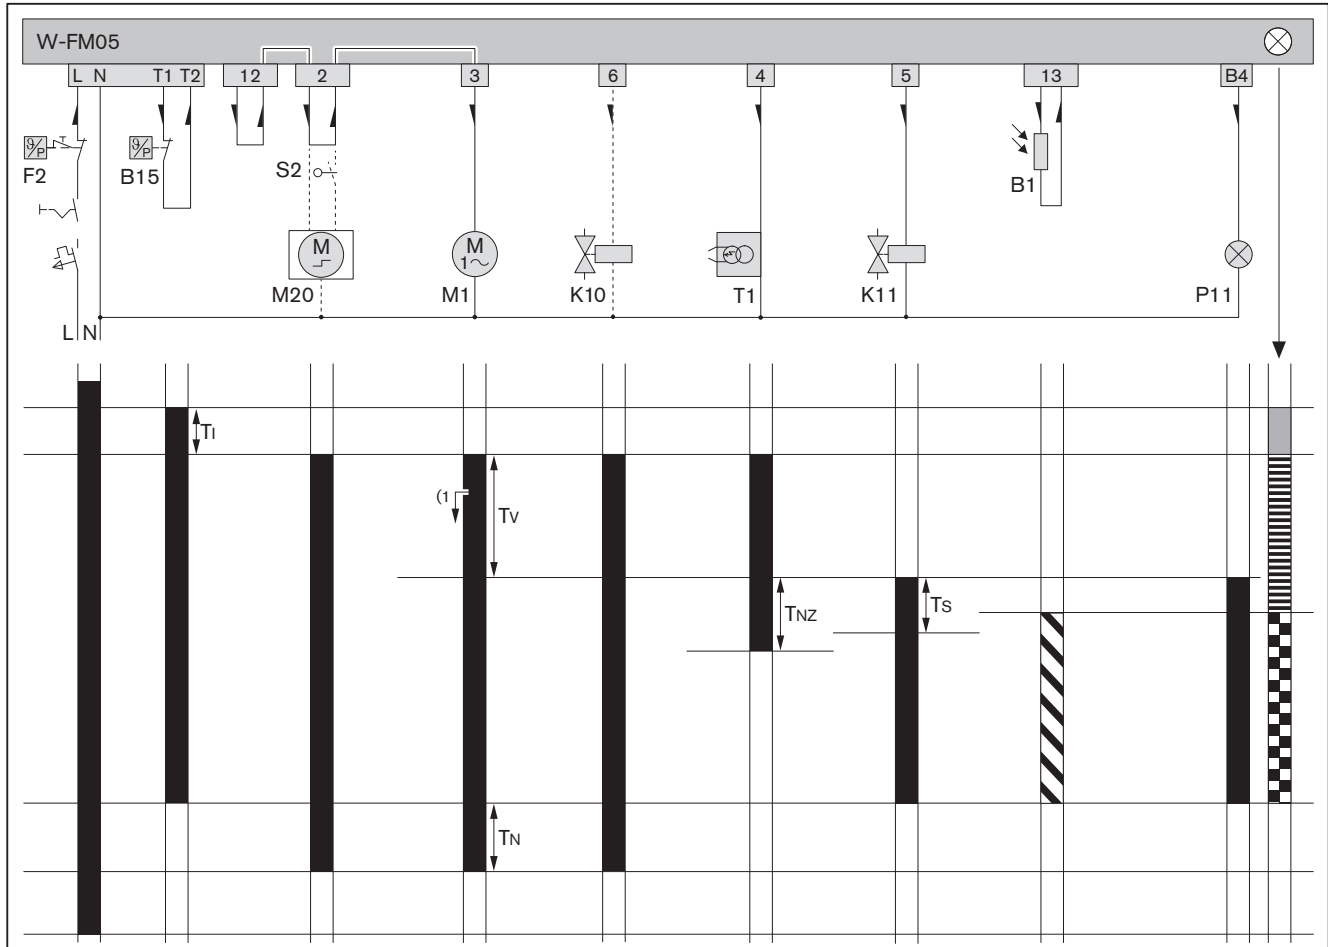 W-FM05
L N T1 T2 12 2 3 6 4 5 13 B4
ϑ/P ϑ/P
F2 B15 S2 B1
M M
1~
M20 M1 K10 T1 K11 P11
L N
TI
(1
TV
TNZ TS
TN